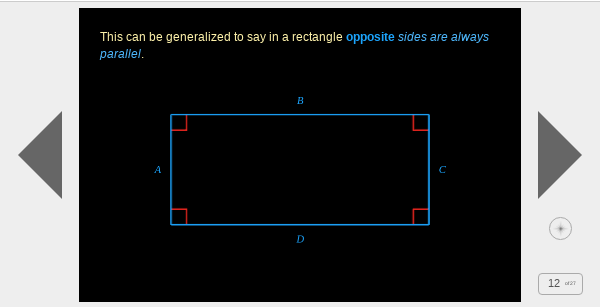 This can be generalized to say in a rectangle opposite sides are always
parallel.
B
A
C
D
12 of 27